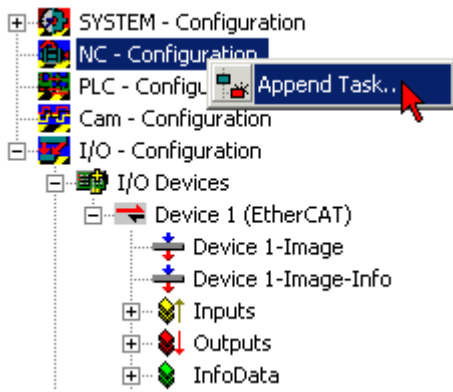 SYSTEM - Configuration
NC - Configuration
Append Task..
PLC - Configu
Cam - Configuration
I/O - Configuration
I/O Devices
Device 1 (EtherCAT)
Device 1-Image
Device 1-Image-Info
Inputs
Outputs
InfoData